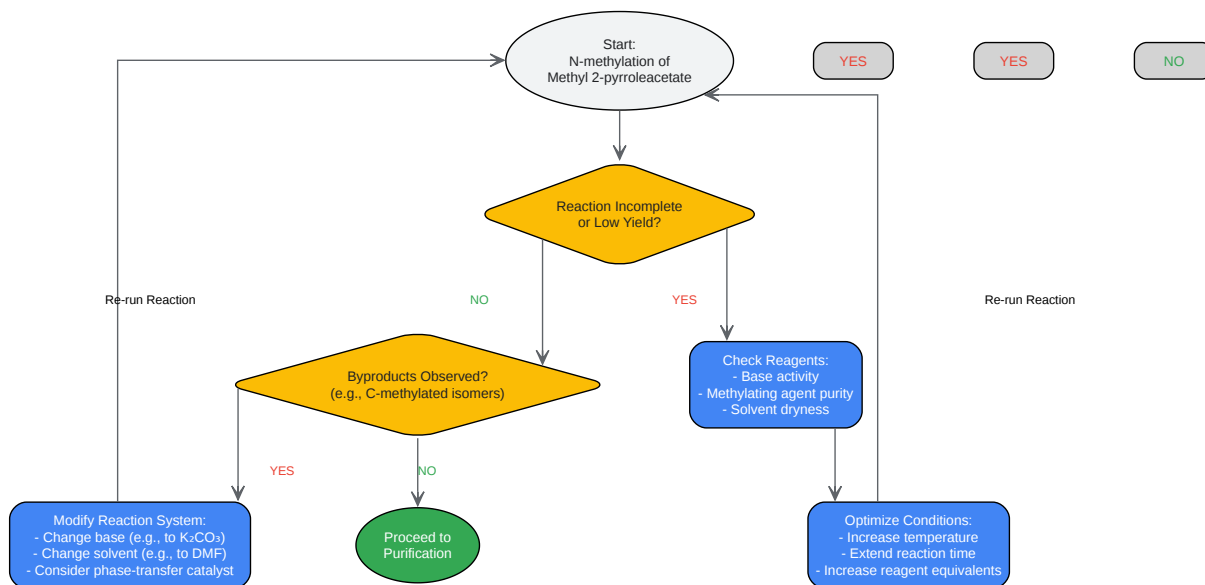 Start:
N-methylation of
Methyl 2-pyrroleacetate
YES
YES
NO
Reaction Incomplete
or Low Yield?
Re-run Reaction
NO
YES
Re-run Reaction
Byproducts Observed?
(e.g., C-methylated isomers)
Check Reagents:
- Base activity
- Methylating agent purity
- Solvent dryness
YES
NO
Modify Reaction System:
- Change base (e.g., to K₂CO₃)
- Change solvent (e.g., to DMF)
- Consider phase-transfer catalyst
Proceed to
Purification
Optimize Conditions:
- Increase temperature
- Extend reaction time
- Increase reagent equivalents